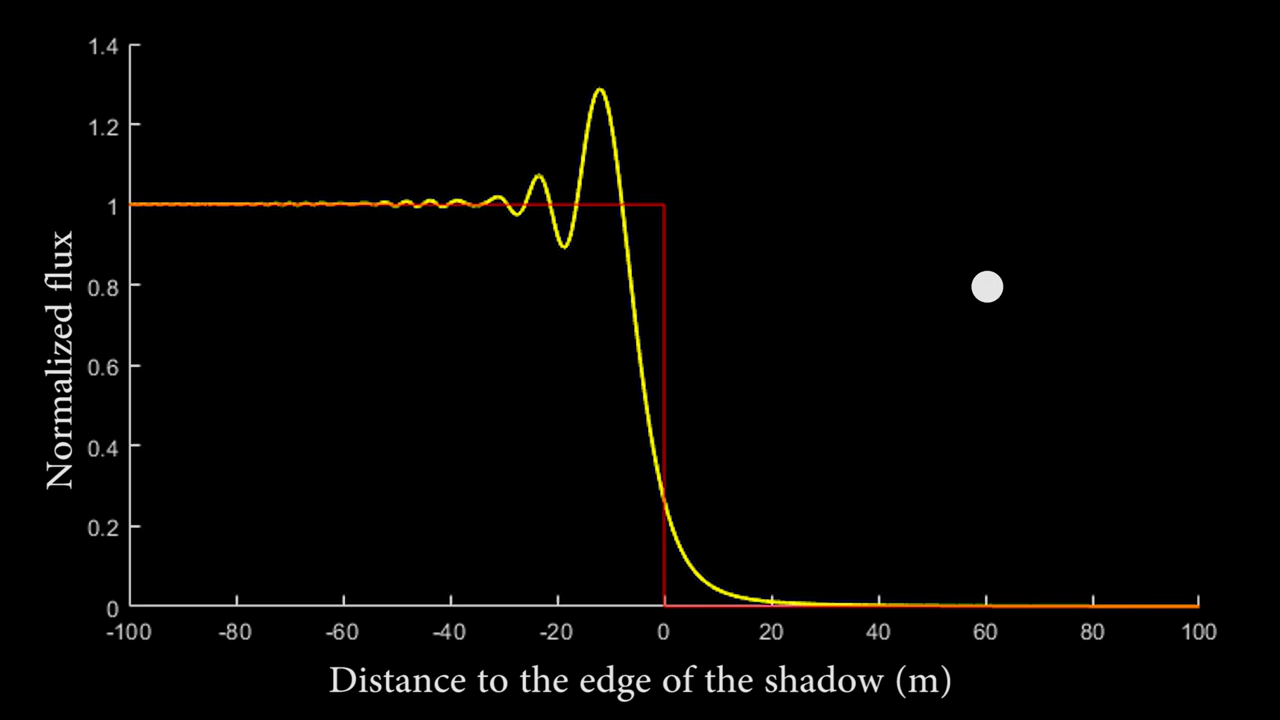 1.4
1.2
1
0.8
0.6
0.4
0.2
0
Normalized flux
-100 -80 -60 -40 -20 0 20 40 60 80 100
Distance to the edge of the shadow (m)